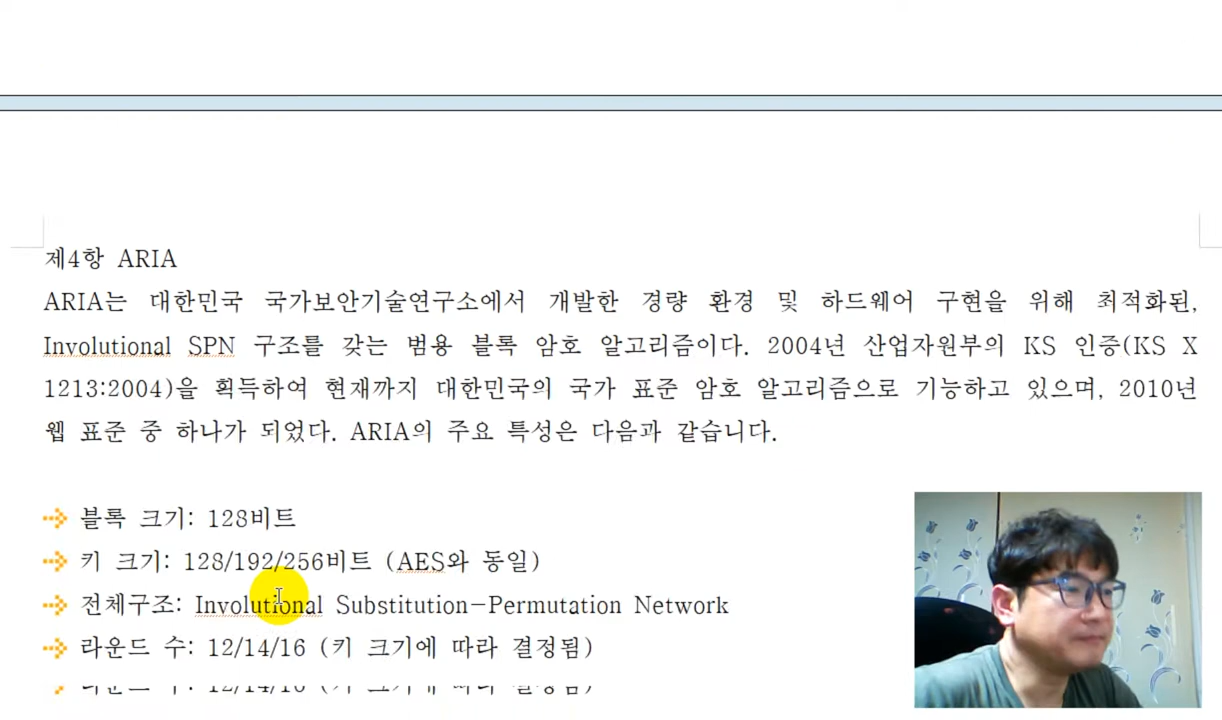 제4항 ARIA
ARIA는 대한민국 국가보안기술연구소에서 개발한 경량 환경 및 하드웨어 구현을 위해 최적화된,
Involutional SPN 구조를 갖는 범용 블록 암호 알고리즘이다. 2004년 산업자원부의 KS 인증(KS X
1213:2004)을 획득하여 현재까지 대한민국의 국가 표준 암호 알고리즘으로 기능하고 있으며, 2010년
웹 표준 중 하나가 되었다. ARIA의 주요 특성은 다음과 같습니다.
블록 크기: 128비트
키 크기: 128/192/256비트 (AES와 동일)
전체구조: Involutional Substitution-Permutation Network
라운드 수: 12/14/16 (키 크기에 따라 결정됨)